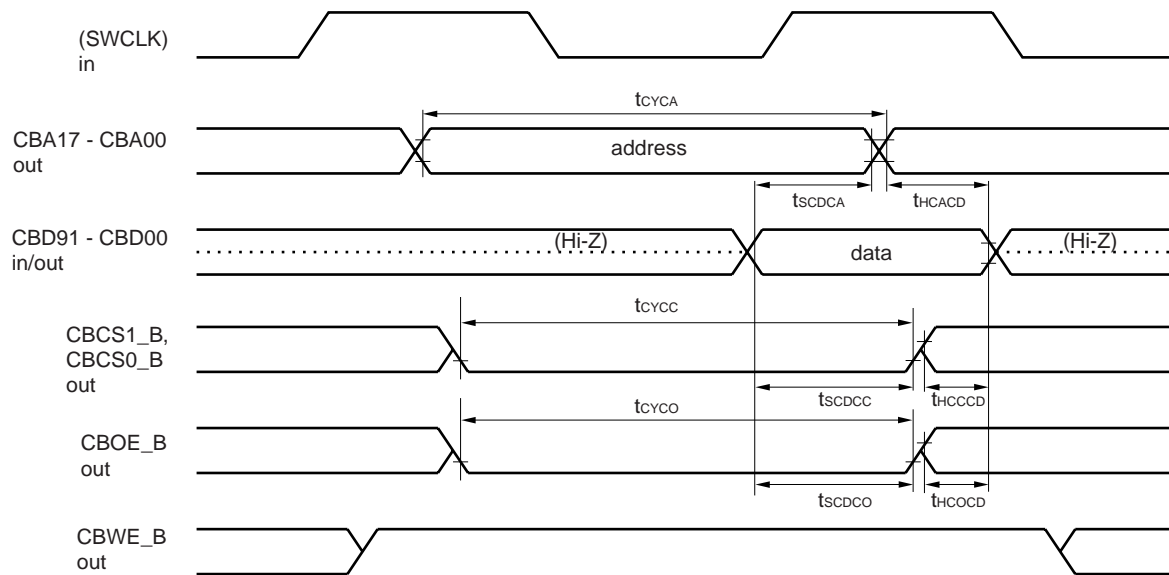 (SWCLK)
in
tCYCA
CBA17 - CBA00
out
address
tSCDCA
tHCACD
CBD91 - CBD00
in/out
(Hi-Z)
data
(Hi-Z)
tCYCC
CBCS1_B,
CBCS0_B
out
tSCDCC
tHCCCD
tCYCO
CBOE_B
out
tSCDCO
tHCOCD
CBWE_B
out